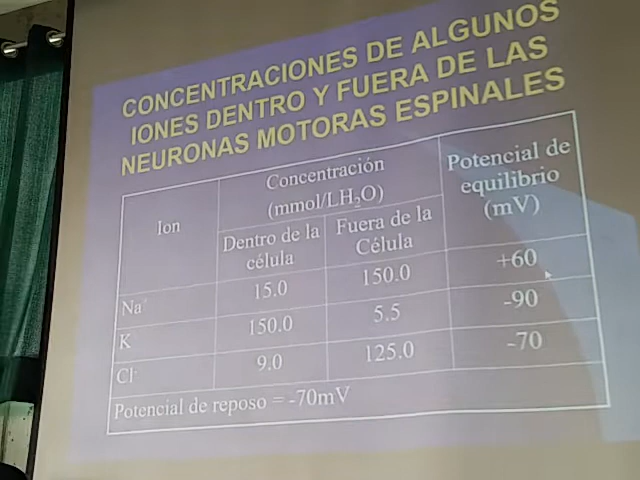 CONCENTRACIONES DE ALGUNOS
IONES DENTRO Y FUERA DE LAS
NEURONAS MOTORAS ESPINALES
Ion
Concentración
(mmol/LH₂O)
Potencial de
equilibrio
(mV)
Dentro de la
célula
Fuera de la
Célula
Na⁺ 15.0 150.0 +60
K 150.0 5.5 -90
Cl⁻ 9.0 125.0 -70
Potencial de reposo = -70mV